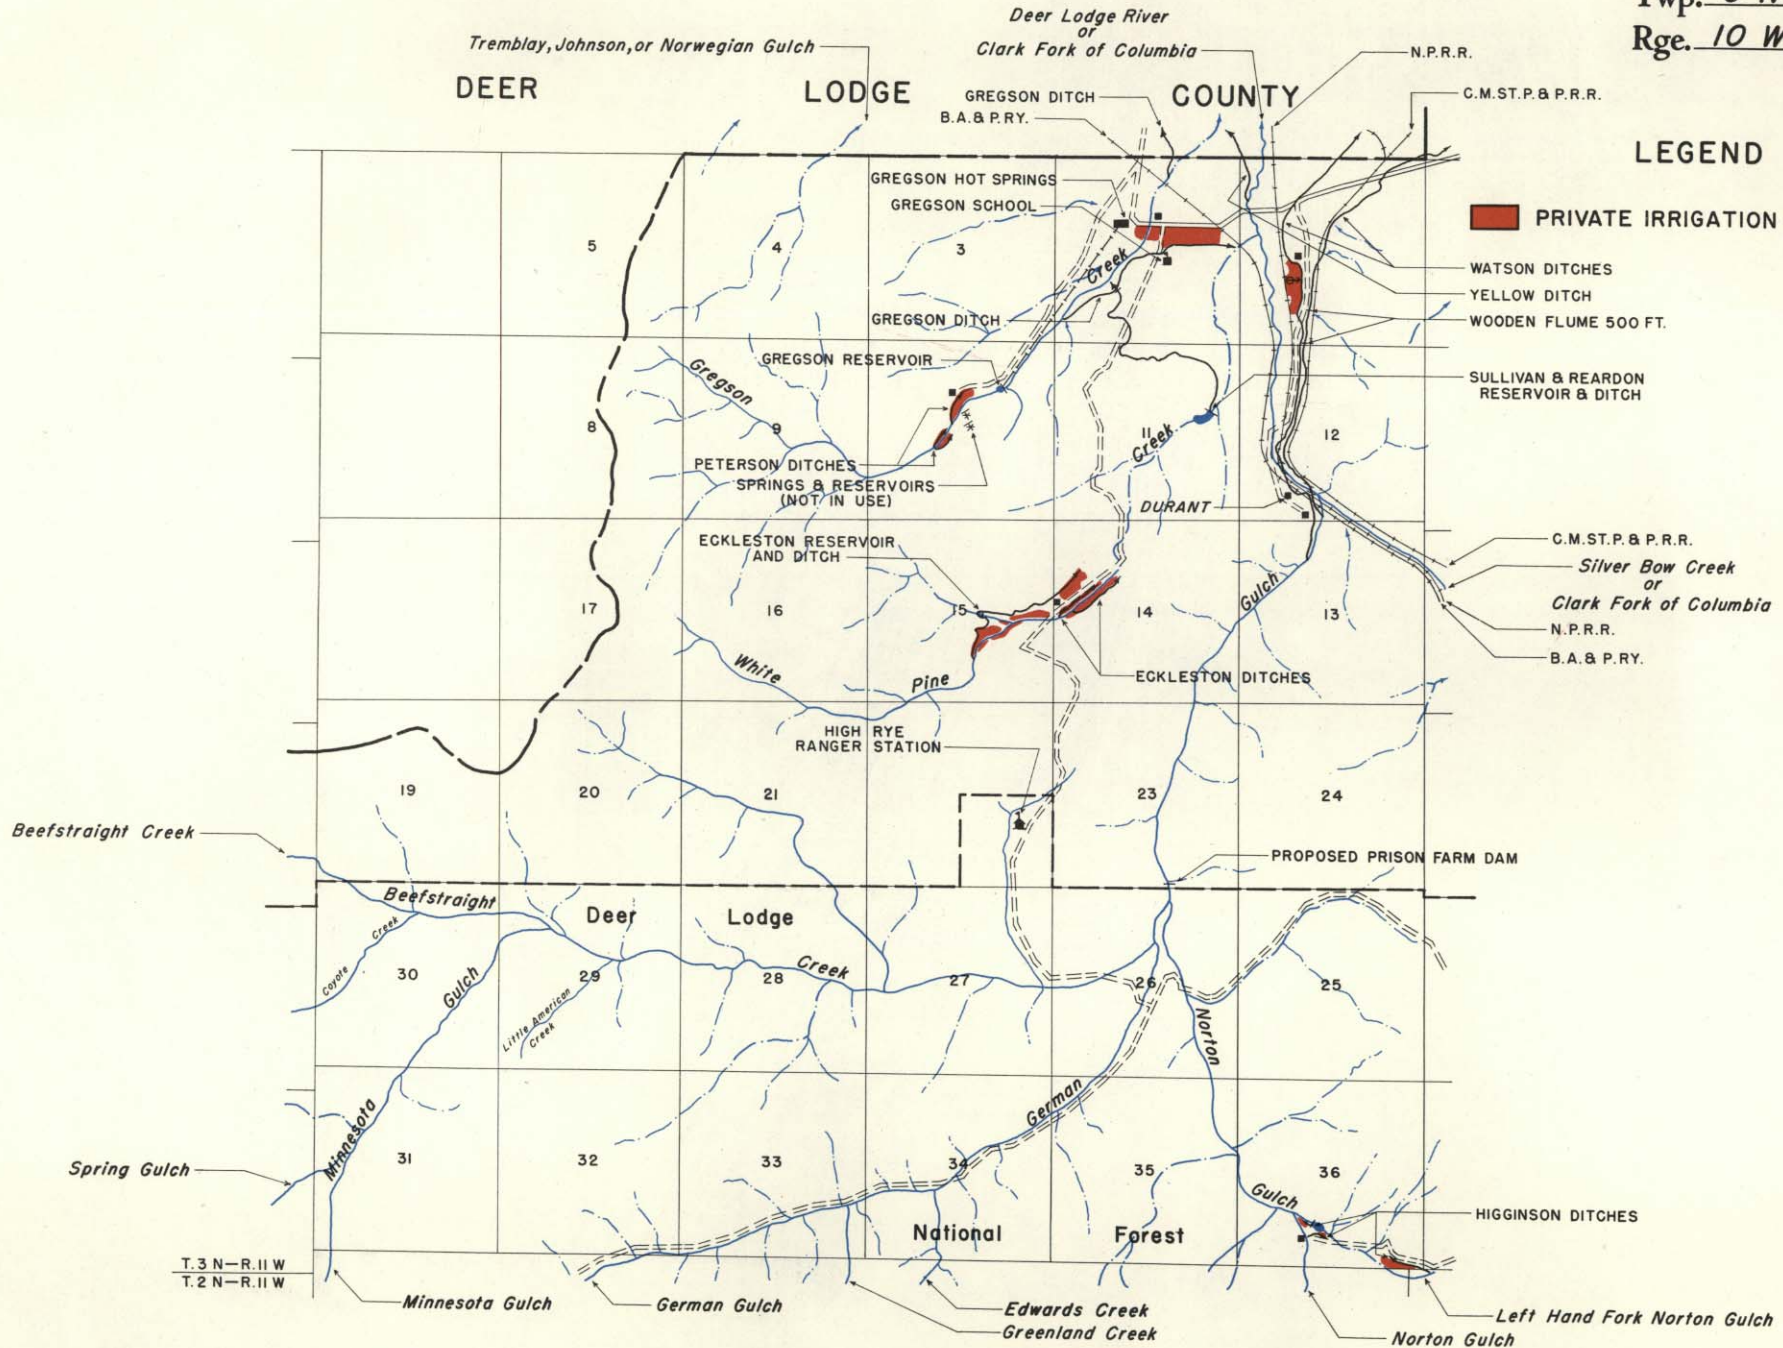 Rge. 10 W
Deer Lodge River
or
Clark Fork of Columbia
Tremblay, Johnson, or Norwegian Gulch
N.P.R.R.
DEER LODGE COUNTY
GREGSON DITCH
B.A.& P.RY.
C.M.ST.P.& P.R.R.
LEGEND
PRIVATE IRRIGATION
GREGSON HOT SPRINGS
GREGSON SCHOOL
5
4
3
Creek
WATSON DITCHES
YELLOW DITCH
WOODEN FLUME 500 FT.
GREGSON DITCH
GREGSON RESERVOIR
Gregson
SULLIVAN & REARDON
RESERVOIR & DITCH
8
9
11
12
Creek
PETERSON DITCHES
SPRINGS & RESERVOIRS
(NOT IN USE)
DURANT
ECKLESTON RESERVOIR
AND DITCH
C.M.ST.P.& P.R.R.
Silver Bow Creek
or
Clark Fork of Columbia
N.P.R.R.
B.A.& P.RY.
17
16
15
14
Gulch
13
White Pine
ECKLESTON DITCHES
HIGH RYE
RANGER STATION
19
20
21
23
24
Beefstraight Creek
PROPOSED PRISON FARM DAM
Beefstraight
Deer Lodge
Creek
Coyote
30
Gulch
29
28
Creek
27
26
25
Little American
Creek
Norton
German
Minnesota
Spring Gulch
31
32
33
34
35
36
Gulch
National Forest
HIGGINSON DITCHES
T.3 N–R.11 W
T.2 N–R.11 W
Minnesota Gulch
German Gulch
Edwards Creek
Greenland Creek
Left Hand Fork Norton Gulch
Norton Gulch